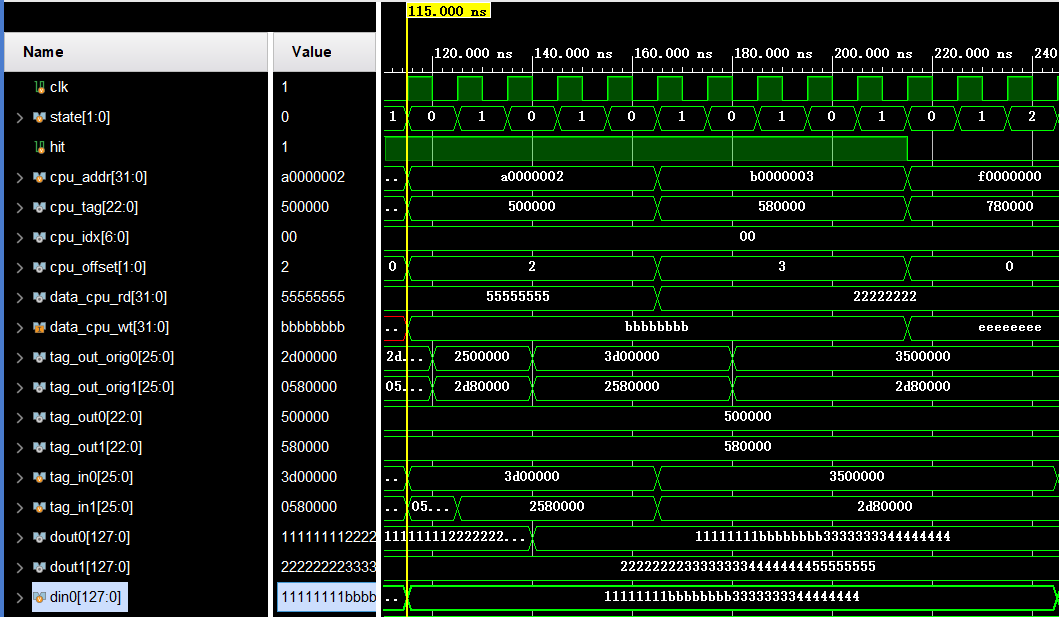 115.000 ns
Name Value 120.000 ns 140.000 ns 160.000 ns 180.000 ns 200.000 ns 220.000 ns 240
clk 1
state[1:0] 0 1 0 1 0 1 0 1 0 1 0 1 0 1 2
hit 1
cpu_addr[31:0] a0000002 .. a0000002 b0000003 f0000000
cpu_tag[22:0] 500000 .. 500000 580000 780000
cpu_idx[6:0] 00 00
cpu_offset[1:0] 2 0 2 3 0
data_cpu_rd[31:0] 55555555 55555555 22222222
data_cpu_wt[31:0] bbbbbbbb .. bbbbbbbb eeeeeeee
tag_out_orig0[25:0] 2d00000 2d... 2500000 3d00000 3500000
tag_out_orig1[25:0] 0580000 05... 2d80000 2580000 2d80000
tag_out0[22:0] 500000 500000
tag_out1[22:0] 580000 580000
tag_in0[25:0] 3d00000 .. 3d00000 3500000
tag_in1[25:0] 0580000 .. 05... 2580000 2d80000
dout0[127:0] 111111112222 111111112222222... 11111111bbbbbbbb3333333344444444
dout1[127:0] 222222223333 22222222333333334444444455555555
din0[127:0] 11111111bbbb .. 11111111bbbbbbbb3333333344444444